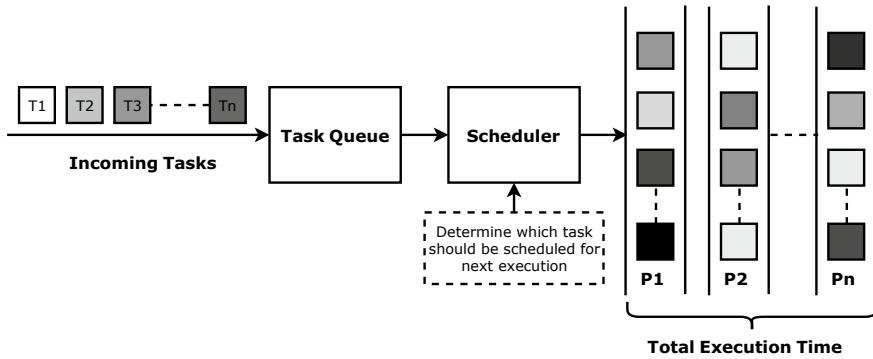 T1
T2
T3
Tn
Incoming Tasks
Task Queue
Scheduler
Determine which task
should be scheduled for
next execution
P1
P2
Pn
Total Execution Time